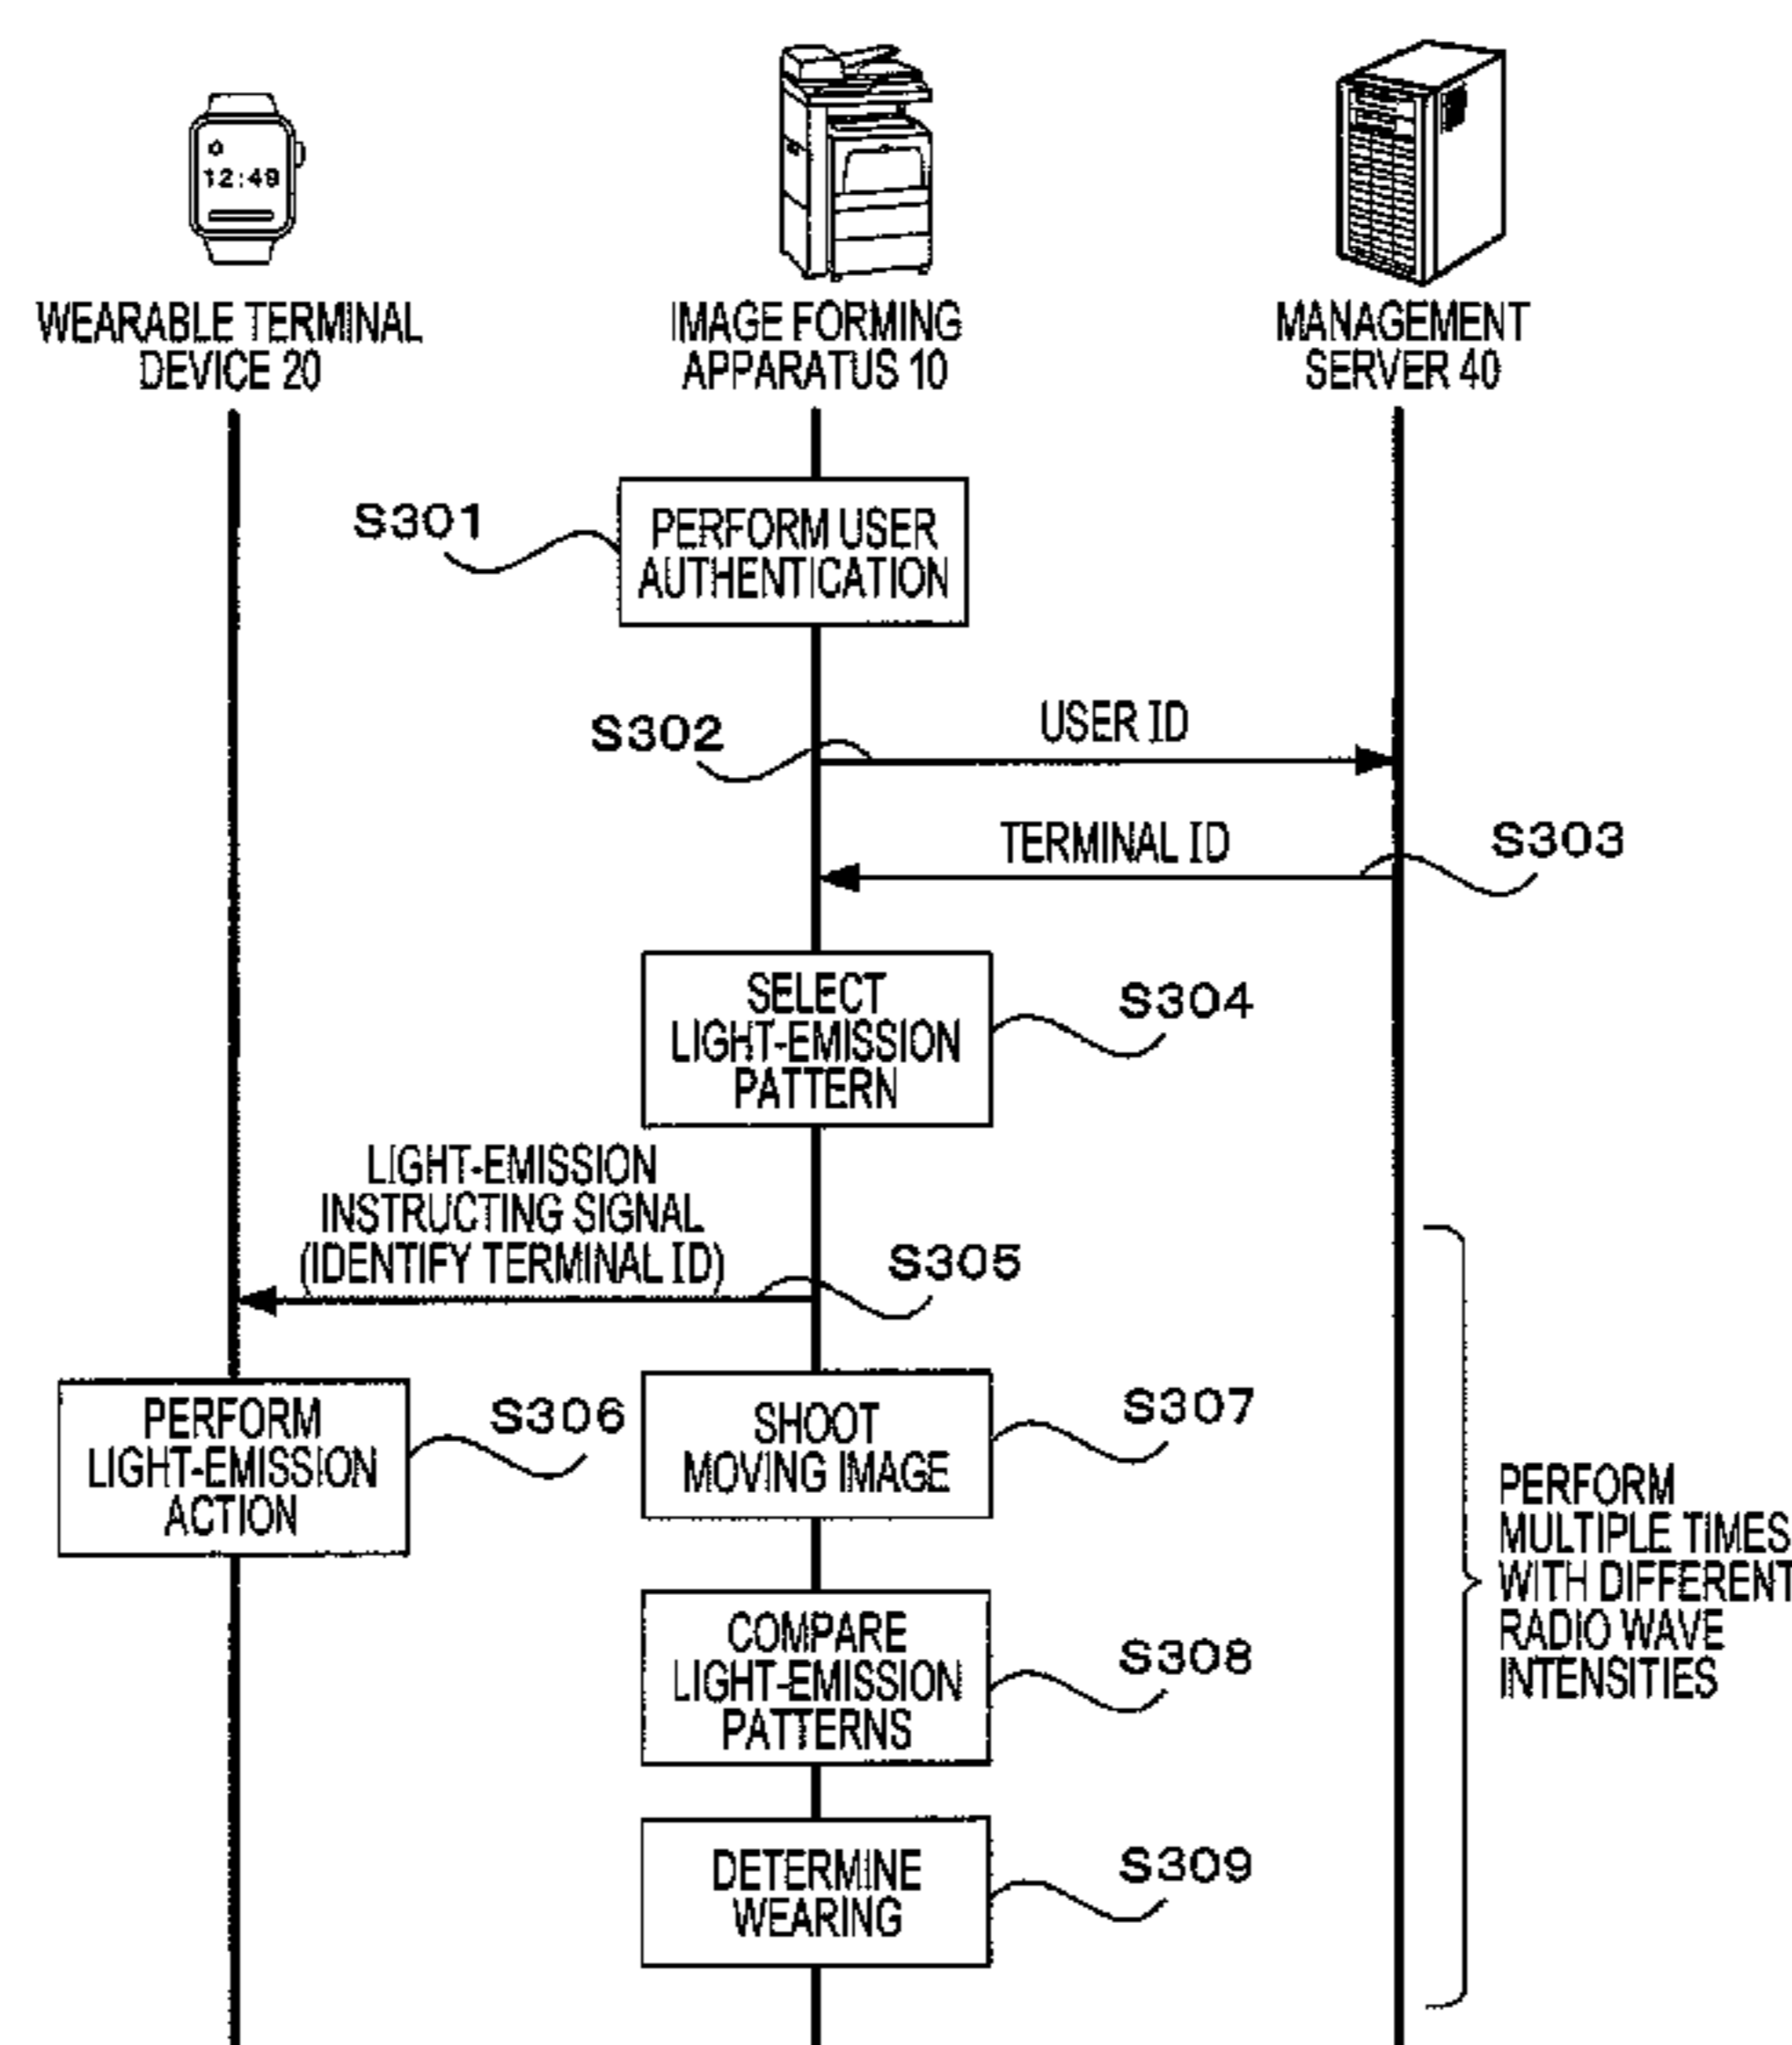 12:49
WEARABLE TERMINAL
DEVICE 20
IMAGE FORMING
APPARATUS 10
MANAGEMENT
SERVER 40
S301
PERFORM USER
AUTHENTICATION
S302
USER ID
TERMINAL ID
S303
SELECT
LIGHT-EMISSION
PATTERN
S304
LIGHT-EMISSION
INSTRUCTING SIGNAL
(IDENTIFY TERMINAL ID)
S305
PERFORM
LIGHT-EMISSION
ACTION
S306
SHOOT
MOVING IMAGE
S307
COMPARE
LIGHT-EMISSION
PATTERNS
S308
PERFORM
MULTIPLE TIMES
WITH DIFFERENT
RADIO WAVE
INTENSITIES
DETERMINE
WEARING
S309